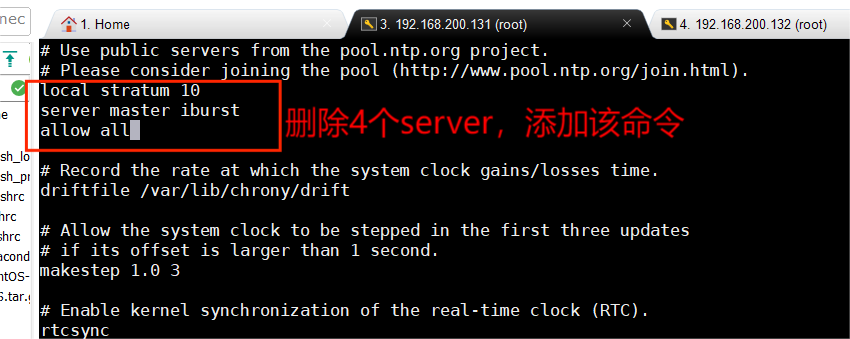 nec
1. Home
3. 192.168.200.131 (root)
4. 192.168.200.132 (root)
# Use public servers from the pool.ntp.org project.
# Please consider joining the pool (http://www.pool.ntp.org/join.html).
local stratum 10
server master iburst
allow all
删除4个server，添加该命令
# Record the rate at which the system clock gains/losses time.
driftfile /var/lib/chrony/drift
# Allow the system clock to be stepped in the first three updates
# if its offset is larger than 1 second.
makestep 1.0 3
# Enable kernel synchronization of the real-time clock (RTC).
rtcsync
me
sh_lo
sh_pr
shrc
hrc
shrc
acond
ntOS-
S.tar.g